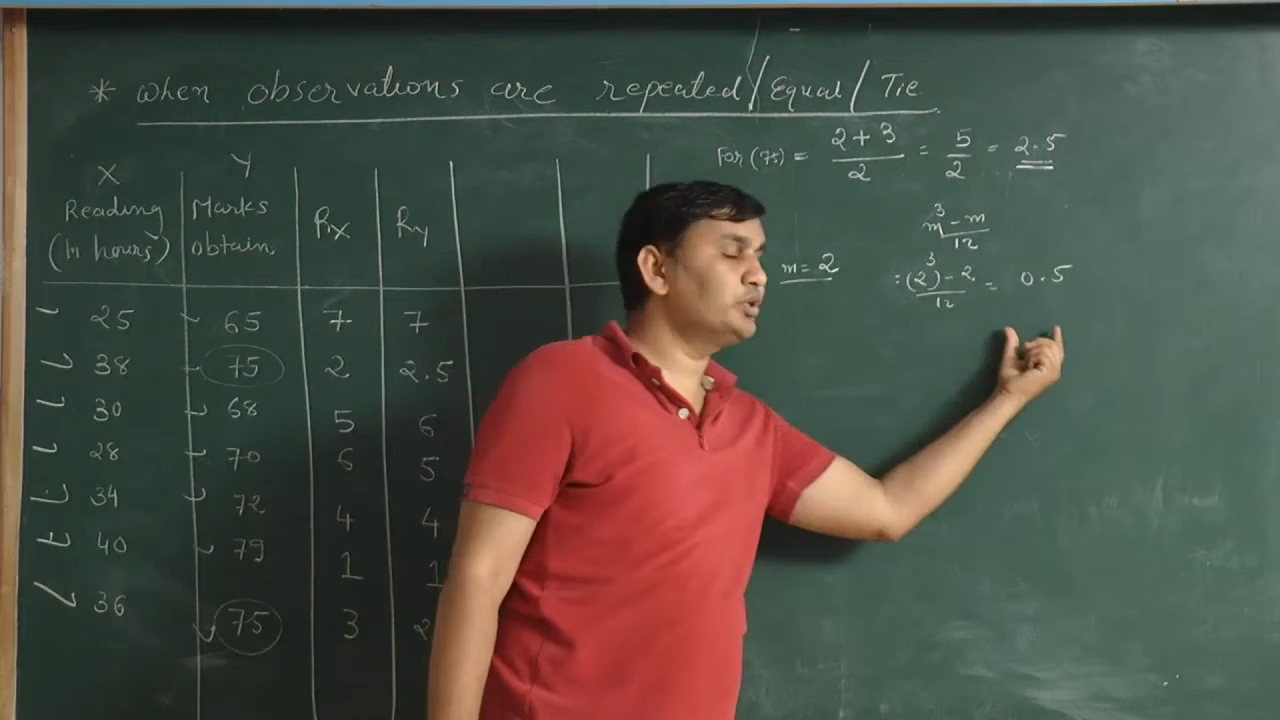 * When observations are repeated/Equal/Tie
For (75) = 2 + 3 / 2 = 5 / 2 = 2.5
m³ - m / 12
m = 2
= (2)³ - 2 / 12 = 0.5
X Y
Reading (In hours) Marks obtain Rx Ry
25 65 7 7
38 75 2 2.5
30 68 5 6
28 70 6 5
34 72 4 4
40 79 1 1
36 75 3 2